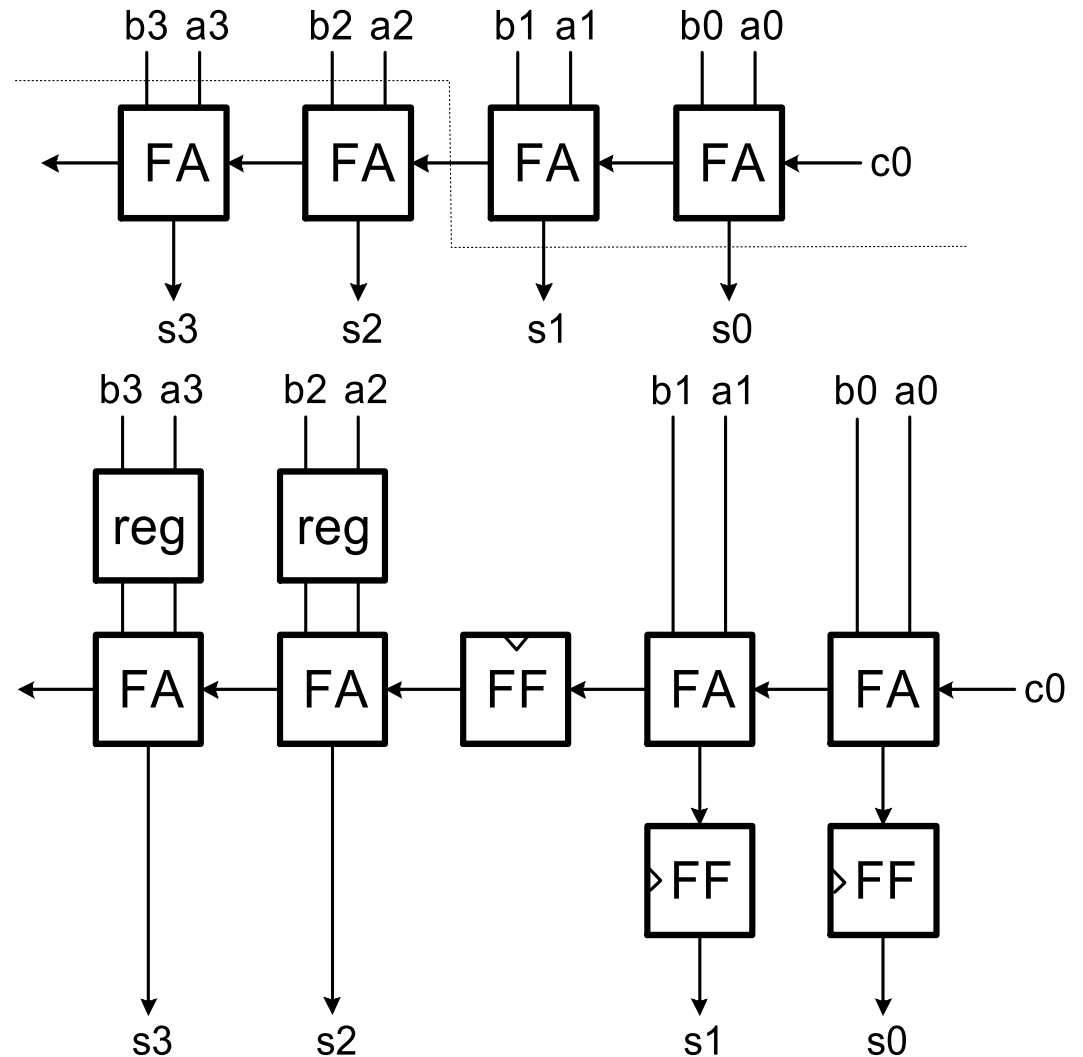 b3 a3 b2 a2 b1 a1 b0 a0
FA FA FA FA c0
s3 s2 s1 s0
b3 a3 b2 a2 b1 a1 b0 a0
reg reg
FA FA FF FA FA c0
FF FF
s3 s2 s1 s0